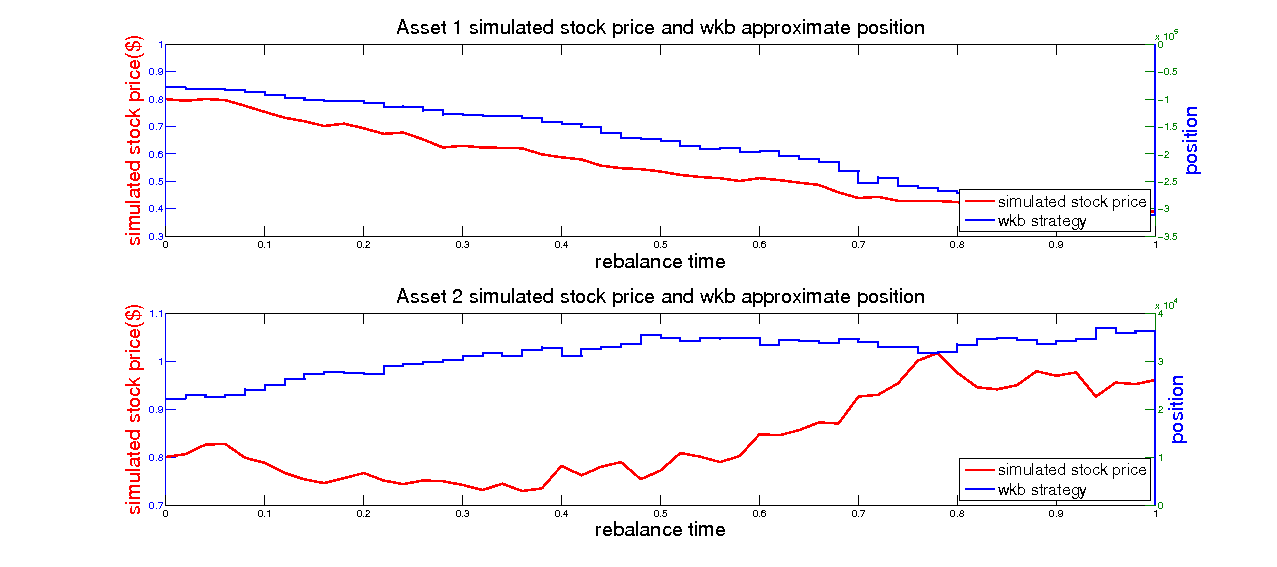 Asset 1 simulated stock price and wkb approximate position
x 10^5
simulated stock price($)
1
0.9
0.8
0.7
0.6
0.5
0.4
0.3
0
-0.5
-1
-1.5
-2
-2.5
-3
-3.5
position
simulated stock price
wkb strategy
0 0.1 0.2 0.3 0.4 0.5 0.6 0.7 0.8 0.9 1
rebalance time
Asset 2 simulated stock price and wkb approximate position
x 10^4
simulated stock price($)
1.1
1
0.9
0.8
0.7
4
3
2
1
0
position
simulated stock price
wkb strategy
0 0.1 0.2 0.3 0.4 0.5 0.6 0.7 0.8 0.9 1
rebalance time